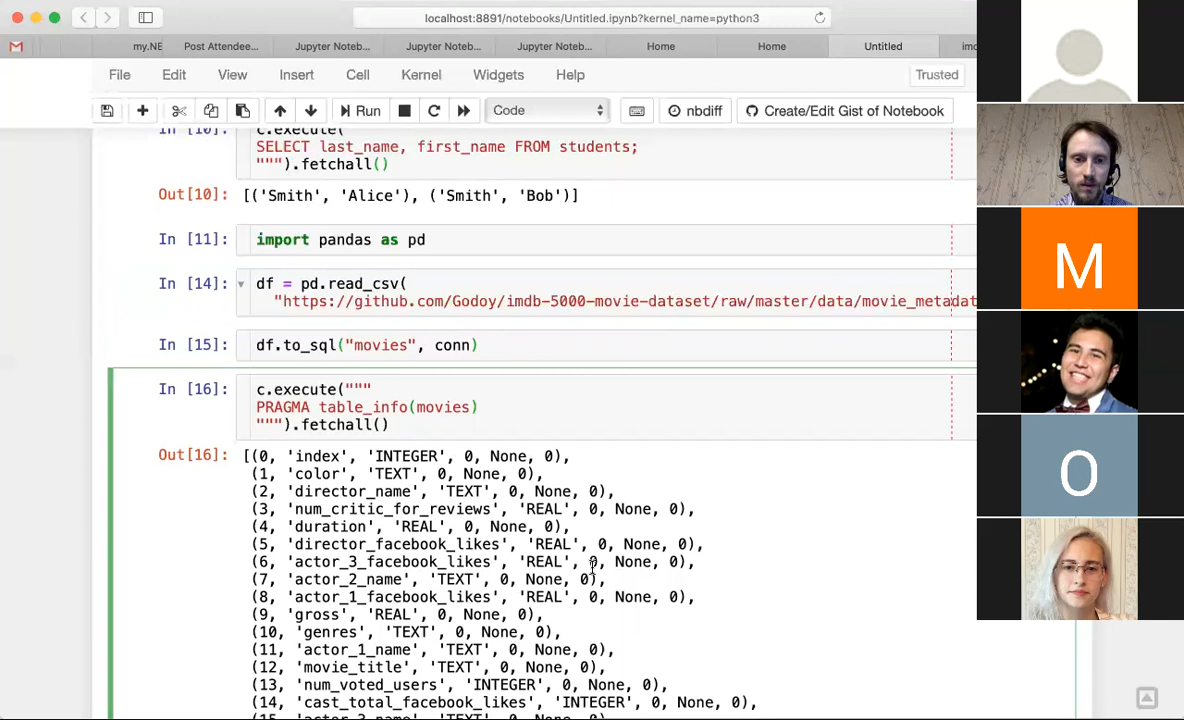 localhost:8891/notebooks/Untitled.ipynb?kernel_name=python3
my.NE Post Attendee... Jupyter Noteb... Jupyter Noteb... Jupyter Noteb... Home Home Untitled
File Edit View Insert Cell Kernel Widgets Help Trusted
Run Code nbdiff Create/Edit Gist of Notebook
In [10]: c.execute("""
SELECT last_name, first_name FROM students;
""").fetchall()
Out[10]: [('Smith', 'Alice'), ('Smith', 'Bob')]
In [11]: import pandas as pd
In [14]: df = pd.read_csv(
"https://github.com/Godoy/imdb-5000-movie-dataset/raw/master/data/movie_metadat
In [15]: df.to_sql("movies", conn)
In [16]: c.execute("""
PRAGMA table_info(movies)
""").fetchall()
Out[16]: [(0, 'index', 'INTEGER', 0, None, 0),
(1, 'color', 'TEXT', 0, None, 0),
(2, 'director_name', 'TEXT', 0, None, 0),
(3, 'num_critic_for_reviews', 'REAL', 0, None, 0),
(4, 'duration', 'REAL', 0, None, 0),
(5, 'director_facebook_likes', 'REAL', 0, None, 0),
(6, 'actor_3_facebook_likes', 'REAL', 0, None, 0),
(7, 'actor_2_name', 'TEXT', 0, None, 0),
(8, 'actor_1_facebook_likes', 'REAL', 0, None, 0),
(9, 'gross', 'REAL', 0, None, 0),
(10, 'genres', 'TEXT', 0, None, 0),
(11, 'actor_1_name', 'TEXT', 0, None, 0),
(12, 'movie_title', 'TEXT', 0, None, 0),
(13, 'num_voted_users', 'INTEGER', 0, None, 0),
(14, 'cast_total_facebook_likes', 'INTEGER', 0, None, 0),
(15, 'actor_3_name', 'TEXT', 0, None, 0),
M
O